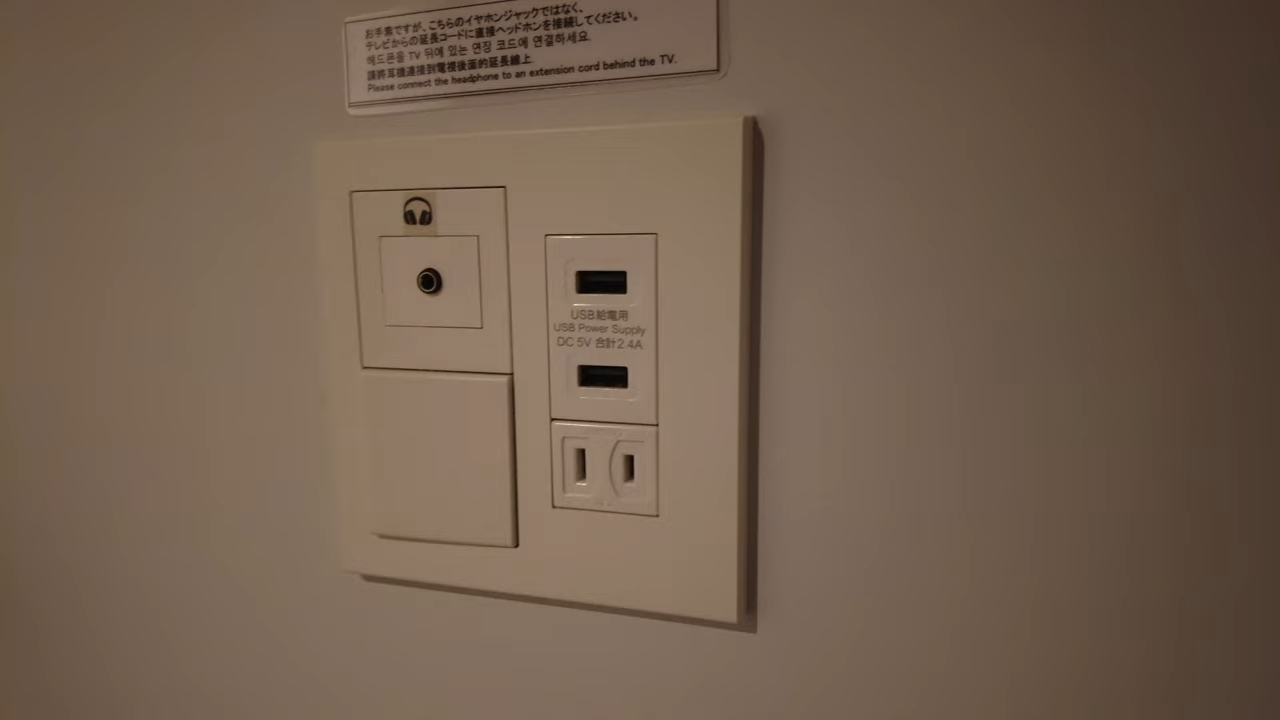 お手数ですが、こちらのイヤホンジャックではなく、
テレビからの延長コードに直接ヘッドホンを接続してください。
헤드폰을 TV 뒤에 있는 연장 코드에 연결하세요.
請將耳機連接到電視後面的延長線上.
Please connect the headphone to an extension cord behind the TV.
USB給電用
USB Power Supply
DC 5V 合計2.4A